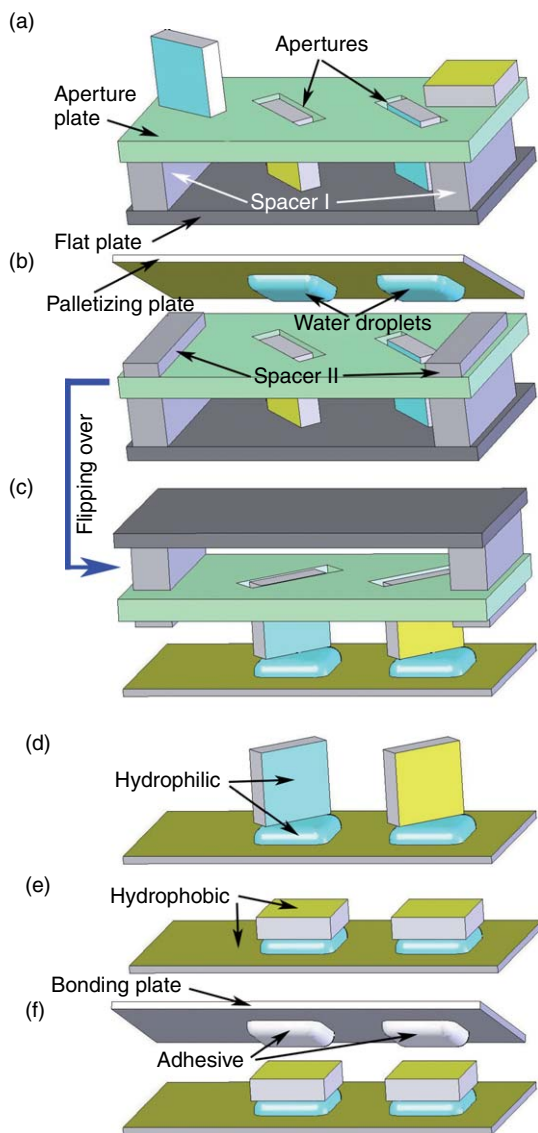 (a)
Apertures
Aperture
plate
Spacer I
Flat plate
(b)
Palletizing plate
Water droplets
Spacer II
Flipping over
(c)
(d)
Hydrophilic
(e)
Hydrophobic
Bonding plate
(f)
Adhesive